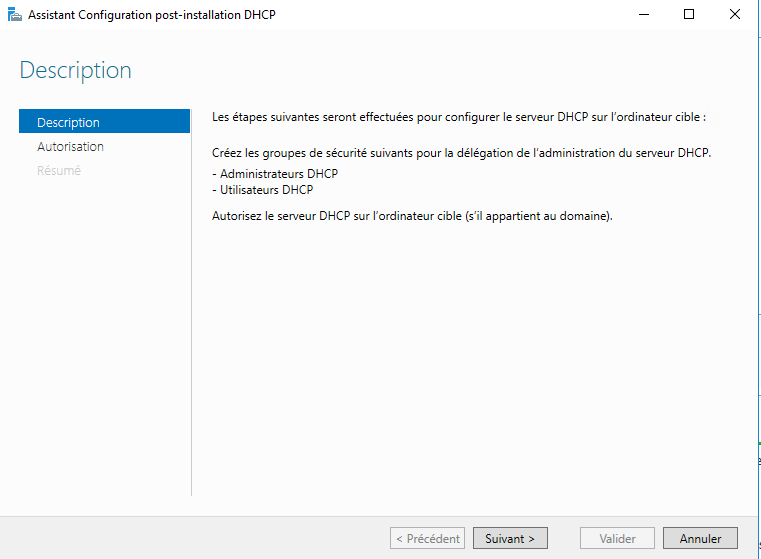 Assistant Configuration post-installation DHCP
Description
Description
Autorisation
Résumé
Les étapes suivantes seront effectuées pour configurer le serveur DHCP sur l'ordinateur cible :
Créez les groupes de sécurité suivants pour la délégation de l'administration du serveur DHCP.
- Administrateurs DHCP
- Utilisateurs DHCP
Autorisez le serveur DHCP sur l'ordinateur cible (s'il appartient au domaine).
< Précédent
Suivant >
Valider
Annuler